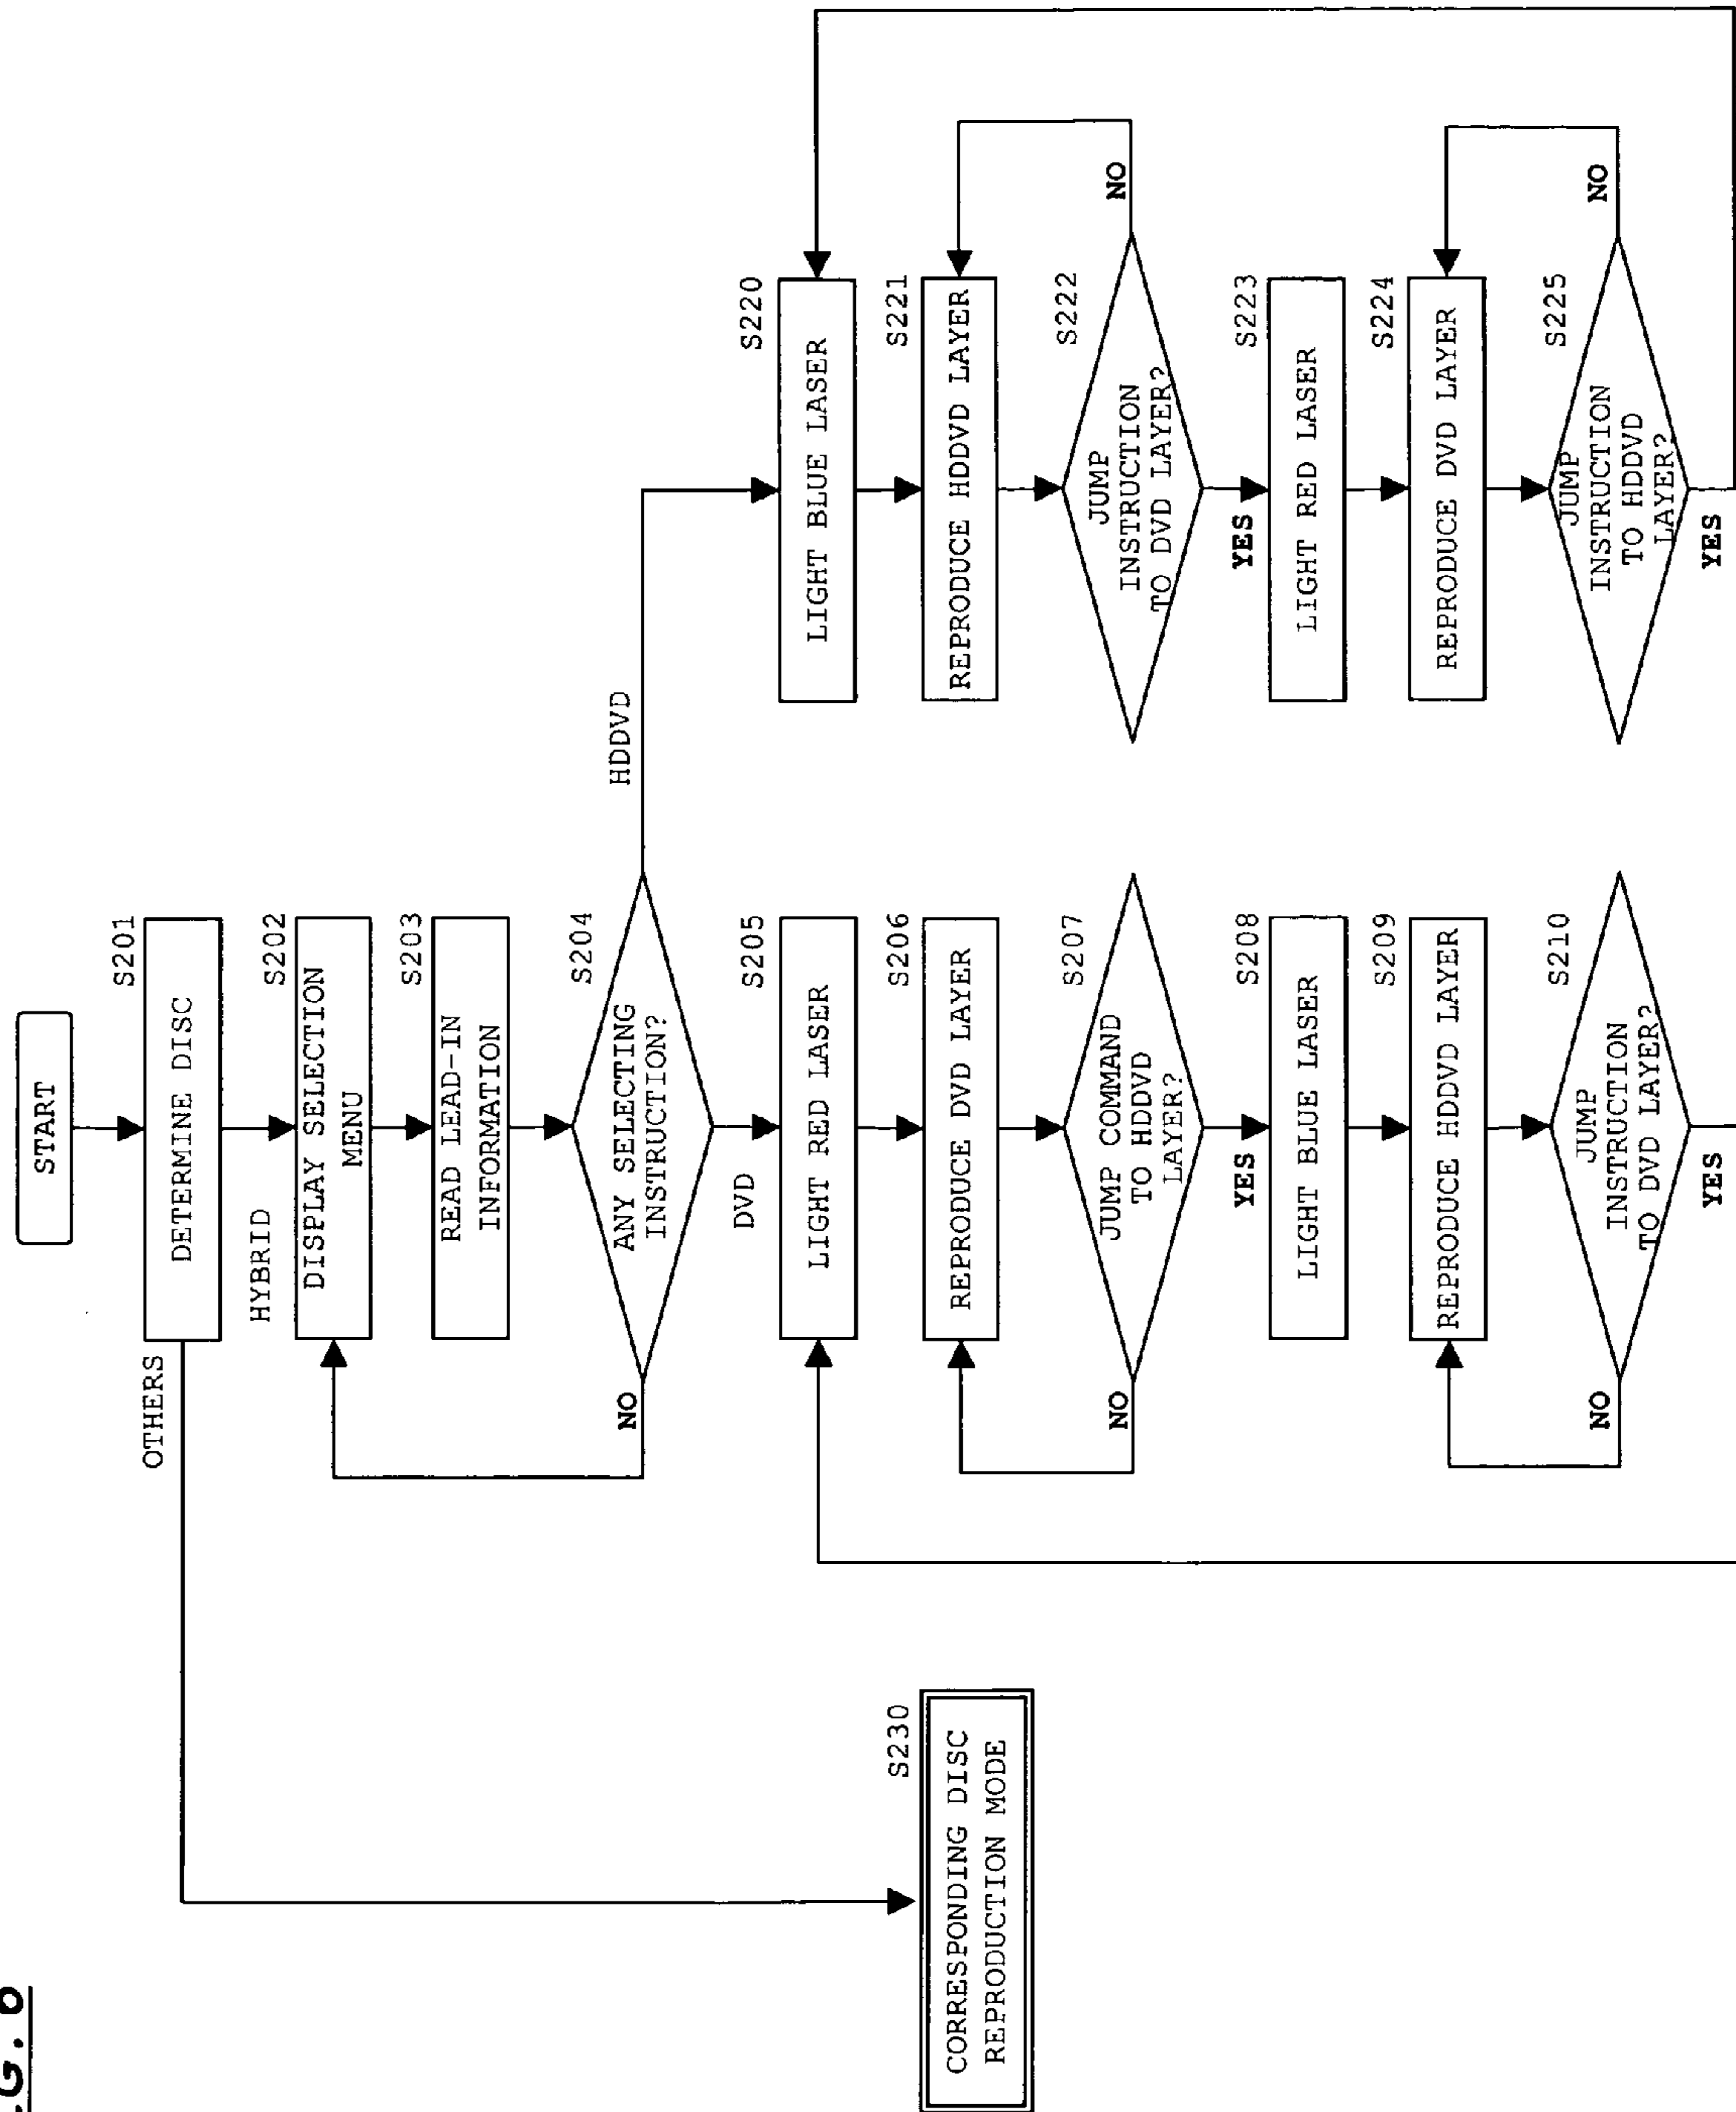 G.
START
S201
DETERMINE DISC
OTHERS
HYBRID
S202
DISPLAY SELECTION
MENU
S203
READ LEAD-IN
INFORMATION
S204
ANY SELECTING
INSTRUCTION?
NO
HDDVD
DVD
S205
LIGHT RED LASER
S206
REPRODUCE DVD LAYER
S207
JUMP COMMAND
TO HDDVD
LAYER?
NO
YES
S208
LIGHT BLUE LASER
S209
REPRODUCE HDDVD LAYER
S210
JUMP
INSTRUCTION
TO DVD LAYER?
NO
YES
S220
LIGHT BLUE LASER
S221
REPRODUCE HDDVD LAYER
S222
JUMP
INSTRUCTION
TO DVD LAYER?
NO
YES
S223
LIGHT RED LASER
S224
REPRODUCE DVD LAYER
S225
JUMP
INSTRUCTION
TO HDDVD
LAYER?
NO
YES
S230
CORRESPONDING DISC
REPRODUCTION MODE